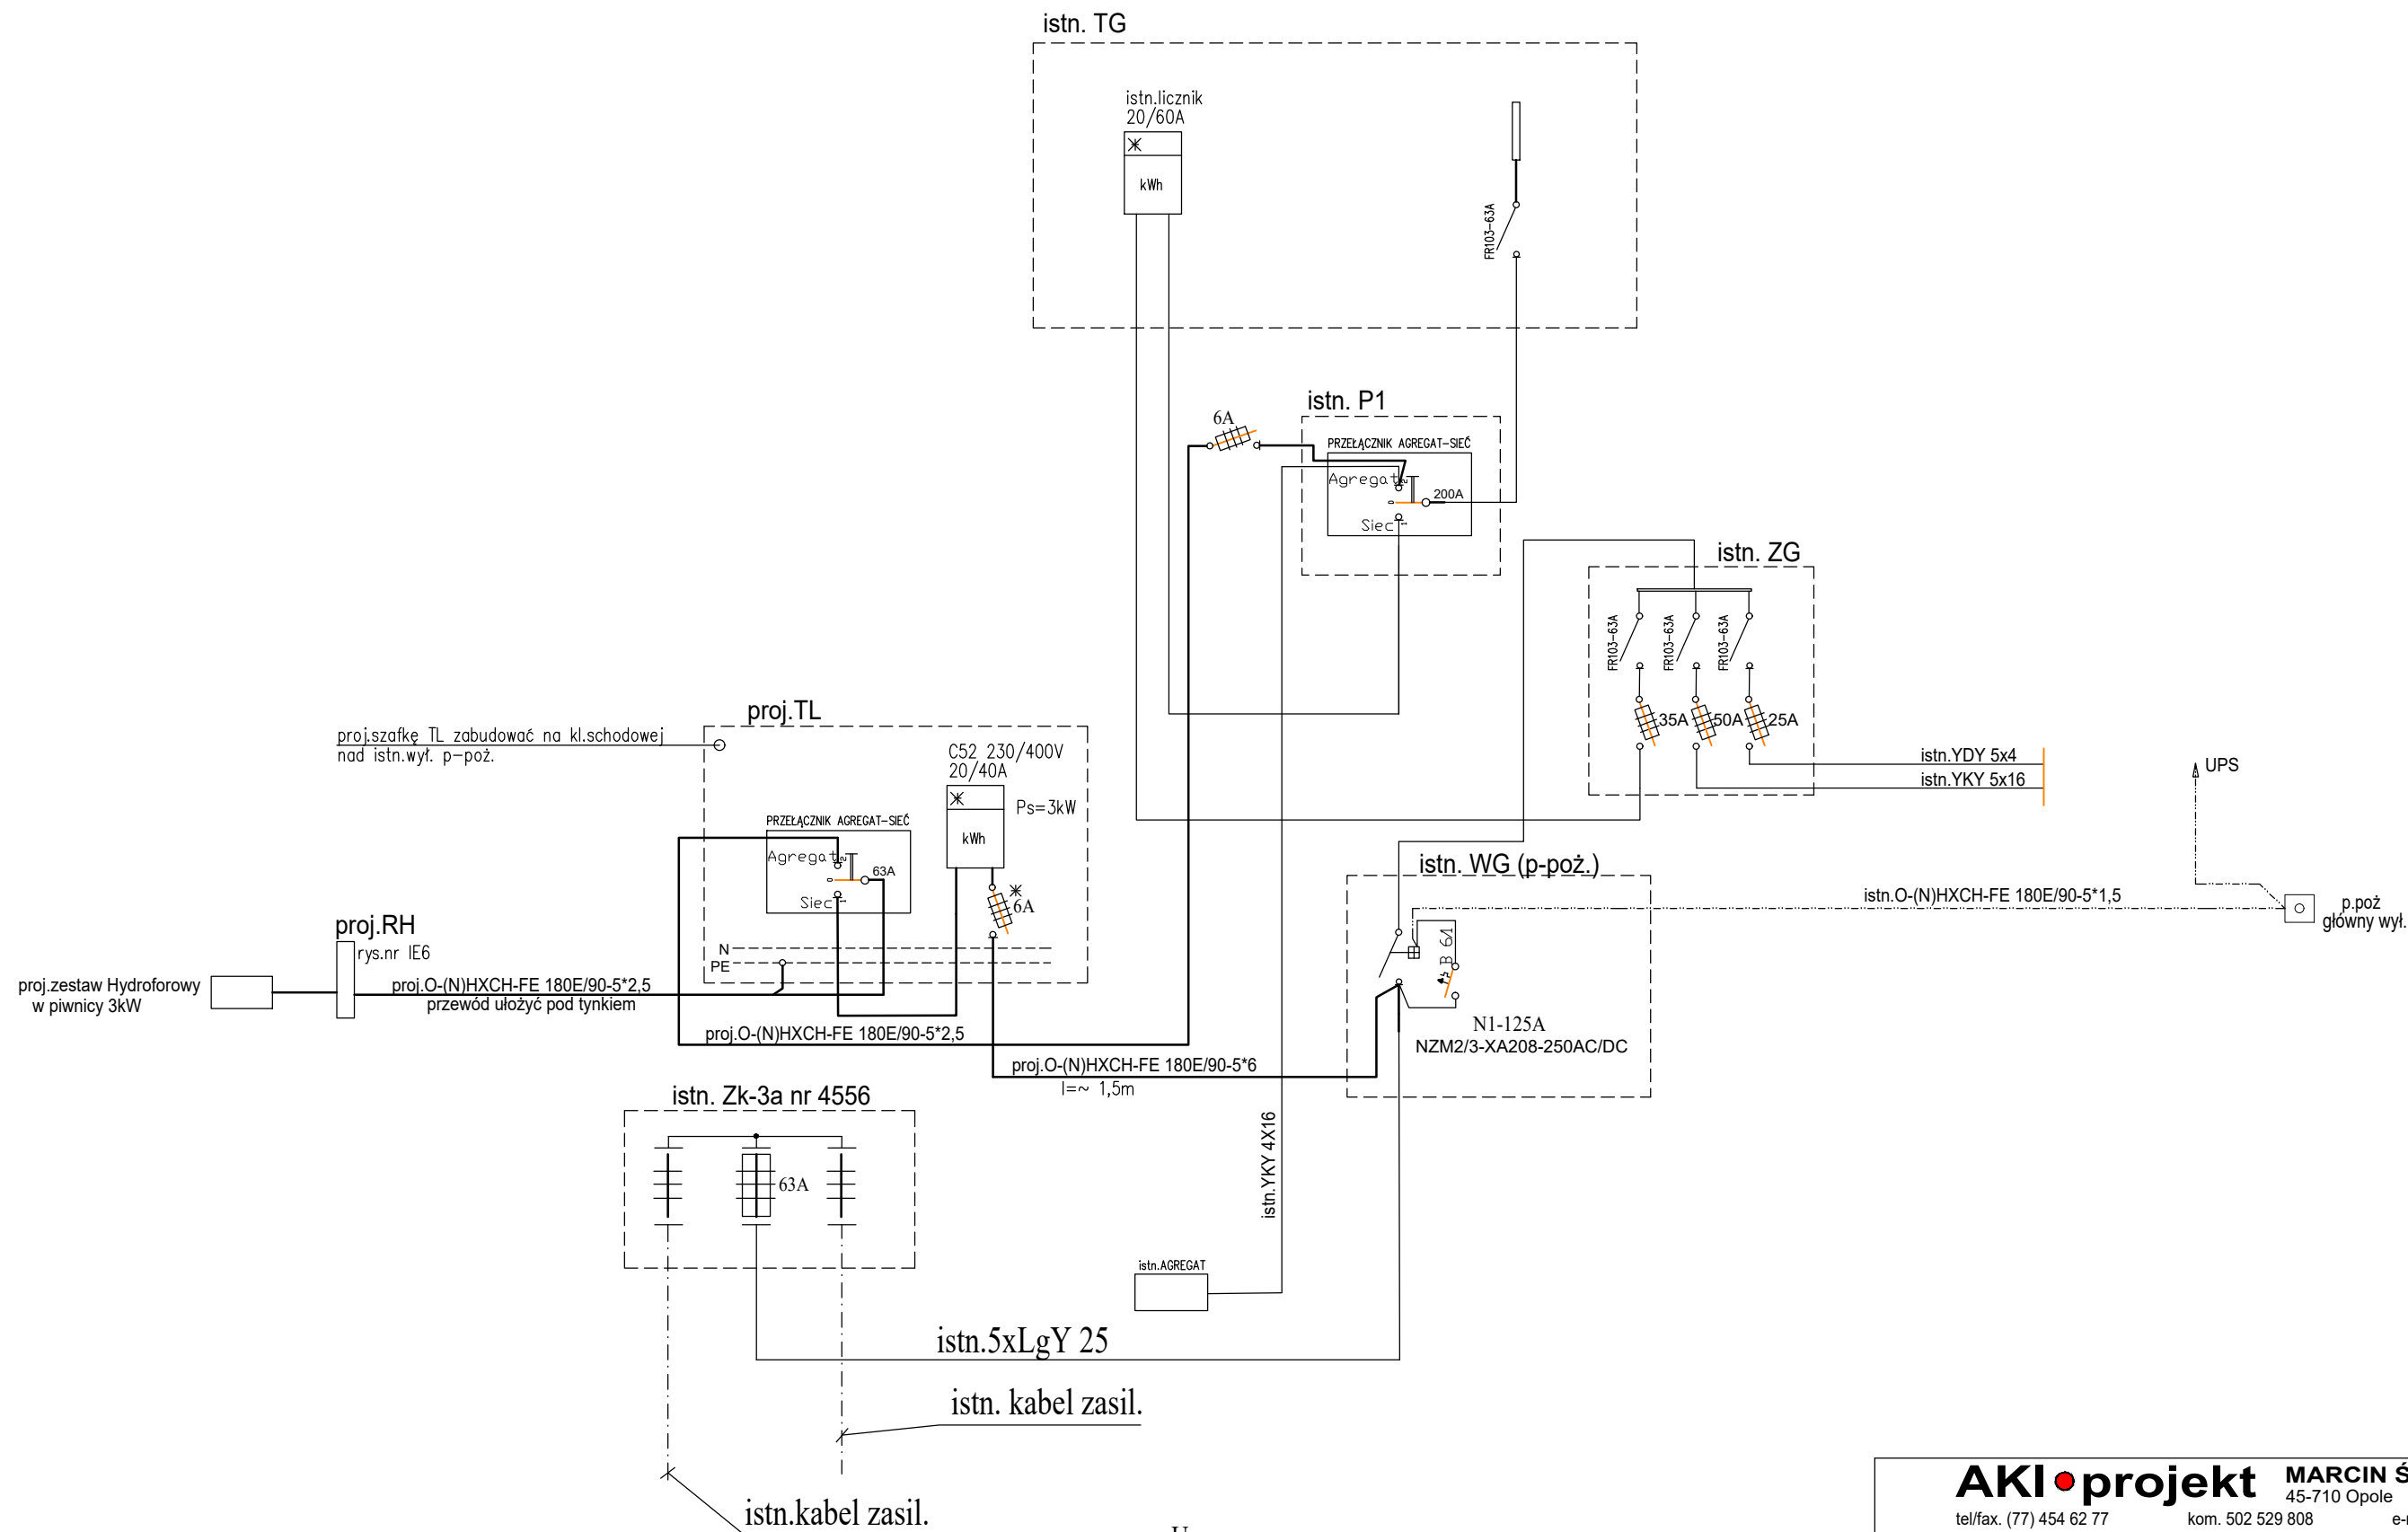 istn. TG
istn.licznik
20/60A
kWh
FR103-63A
istn. P1
6A
PRZEŁĄCZNIK AGREGAT-SIEĆ
Agregat
2
0
200A
Siec
1
istn. ZG
FR103-63A
FR103-63A
FR103-63A
35A
50A
25A
istn.YDY 5x4
istn.YKY 5x16
UPS
proj.TL
proj.szafkę TL zabudować na kl.schodowej
nad istn.wył. p-poż.
C52 230/400V
20/40A
Ps=3kW
kWh
PRZEŁĄCZNIK AGREGAT-SIEĆ
Agregat
2
0
63A
Siec
1
6A
N
PE
istn. WG (p-poż.)
istn.O-(N)HXCH-FE 180E/90-5*1,5
p.poż
główny wył.
B 6A
N1-125A
NZM2/3-XA208-250AC/DC
proj.RH
rys.nr IE6
proj.zestaw Hydroforowy
w piwnicy 3kW
proj.O-(N)HXCH-FE 180E/90-5*2,5
przewód ułożyć pod tynkiem
proj.O-(N)HXCH-FE 180E/90-5*2,5
proj.O-(N)HXCH-FE 180E/90-5*6
l=~ 1,5m
istn. Zk-3a nr 4556
63A
istn.YKY 4X16
istn.AGREGAT
istn.5xLgY 25
istn. kabel zasil.
istn.kabel zasil.
AKI projekt
MARCIN Ś
45-710 Opole
tel/fax. (77) 454 62 77
kom. 502 529 808